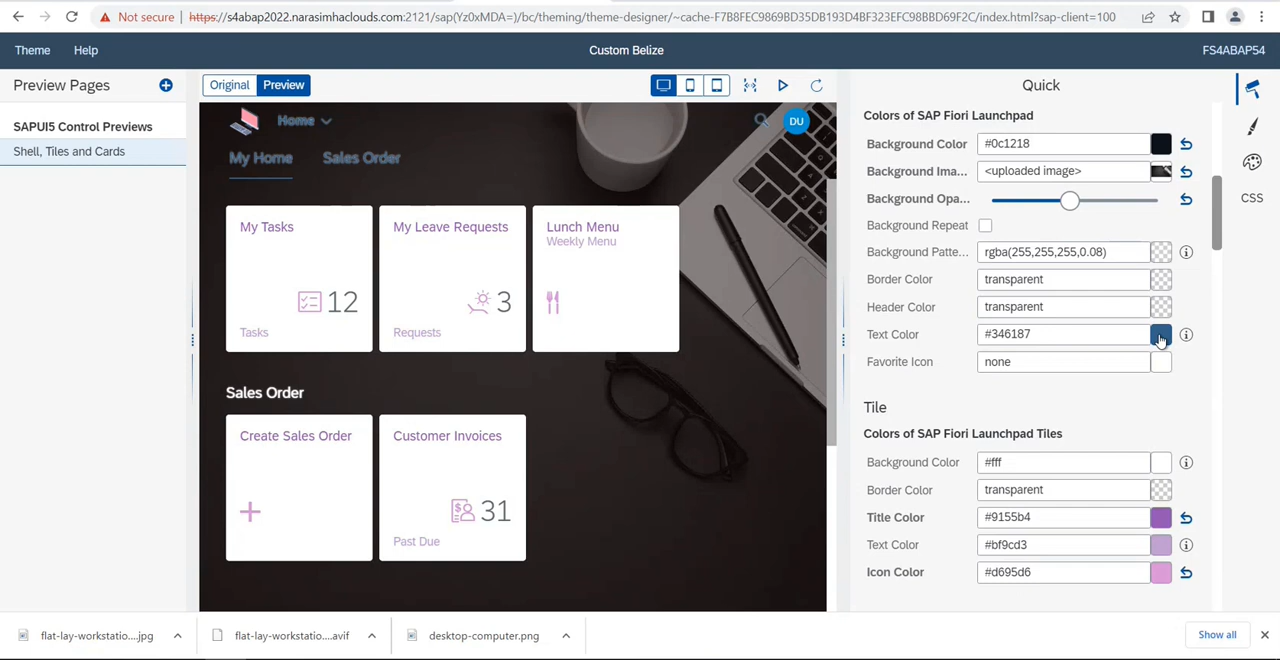 Not secure
https://s4abap2022.narasimhaclouds.com:2121/sap(Yz0xMDA=)/bc/theming/theme-designer/~cache-F7B8FEC9869BD35DB193D4BF323EFC98BBD69F2C/index.html?sap-client=100
Theme Help Custom Belize FS4ABAP54
Preview Pages
Original Preview
Quick
SAPUI5 Control Previews
Shell, Tiles and Cards
Home
DU
My Home Sales Order
My Tasks
12
Tasks
My Leave Requests
3
Requests
Lunch Menu
Weekly Menu
Sales Order
Create Sales Order
Customer Invoices
31
Past Due
Colors of SAP Fiori Launchpad
Background Color #0c1218
Background Ima... <uploaded image>
Background Opa...
Background Repeat
Background Patte... rgba(255,255,255,0.08)
Border Color transparent
Header Color transparent
Text Color #346187
Favorite Icon none
Tile
Colors of SAP Fiori Launchpad Tiles
Background Color #fff
Border Color transparent
Title Color #9155b4
Text Color #bf9cd3
Icon Color #d695d6
CSS
flat-lay-workstatio....jpg
flat-lay-workstatio....avif
desktop-computer.png
Show all